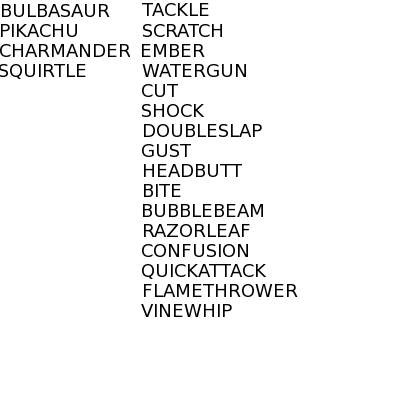 BULBASAUR TACKLE
PIKACHU SCRATCH
CHARMANDER EMBER
SQUIRTLE WATERGUN
CUT
SHOCK
DOUBLESLAP
GUST
HEADBUTT
BITE
BUBBLEBEAM
RAZORLEAF
CONFUSION
QUICKATTACK
FLAMETHROWER
VINEWHIP